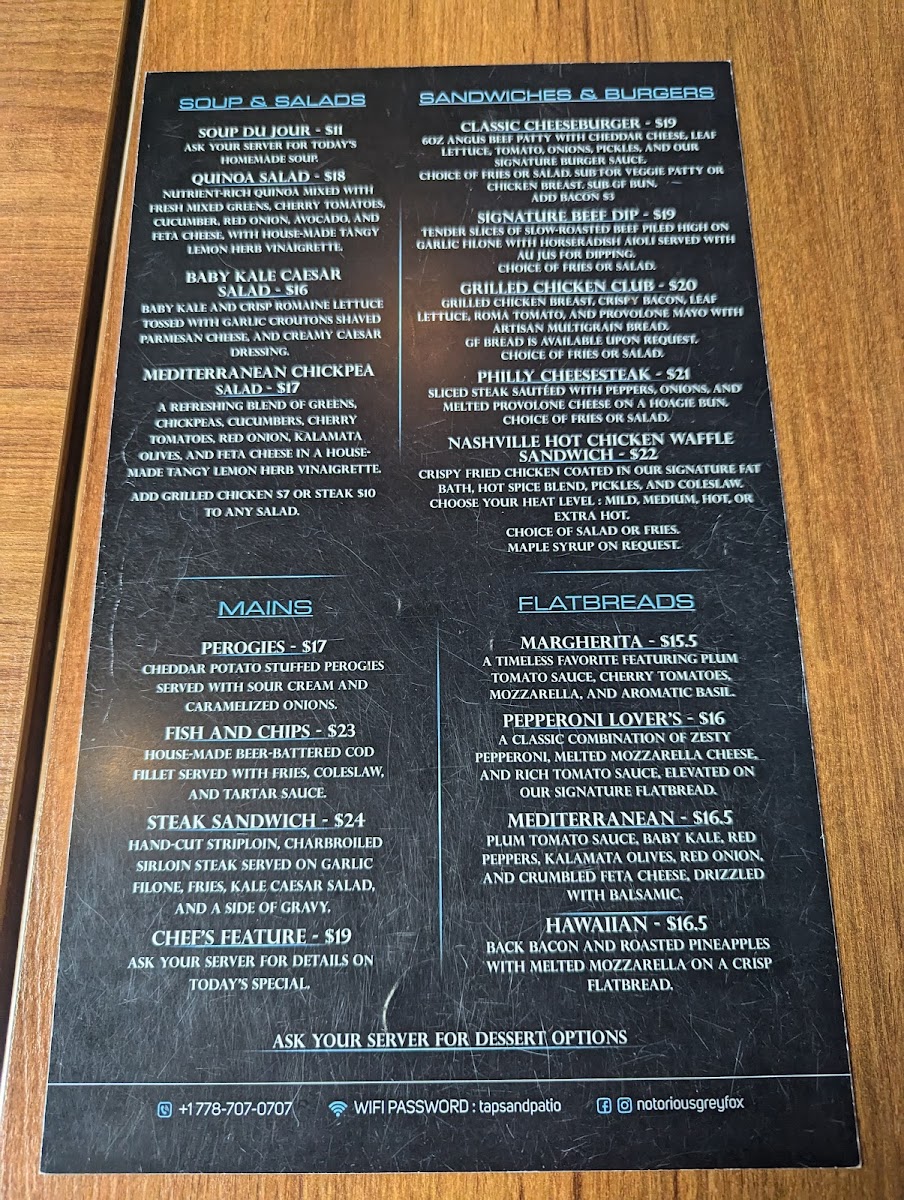 SOUP & SALADS
SOUP DU JOUR - $11
ASK YOUR SERVER FOR TODAY'S
HOMEMADE SOUP.
QUINOA SALAD - $18
NUTRIENT-RICH QUINOA MIXED WITH
FRESH MIXED GREENS, CHERRY TOMATOES,
CUCUMBER, RED ONION, AVOCADO, AND
FETA CHEESE, WITH HOUSE-MADE TANGY
LEMON HERB VINAIGRETTE.
BABY KALE CAESAR
SALAD - $16
BABY KALE AND CRISP ROMAINE LETTUCE
TOSSED WITH GARLIC CROUTONS SHAVED
PARMESAN CHEESE, AND CREAMY CAESAR
DRESSING.
MEDITERRANEAN CHICKPEA
SALAD - $17
A REFRESHING BLEND OF GREENS,
CHICKPEAS, CUCUMBERS, CHERRY
TOMATOES, RED ONION, KALAMATA
OLIVES, AND FETA CHEESE IN A HOUSE-
MADE TANGY LEMON HERB VINAIGRETTE.
ADD GRILLED CHICKEN $7 OR STEAK $10
TO ANY SALAD.
SANDWICHES & BURGERS
CLASSIC CHEESEBURGER - $19
6OZ ANGUS BEEF PATTY WITH CHEDDAR CHEESE, LEAF
LETTUCE, TOMATO, ONIONS, PICKLES, AND OUR
SIGNATURE BURGER SAUCE.
CHOICE OF FRIES OR SALAD. SUB FOR VEGGIE PATTY OR
CHICKEN BREAST. SUB GF BUN.
ADD BACON $3
SIGNATURE BEEF DIP - $19
TENDER SLICES OF SLOW-ROASTED BEEF PILED HIGH ON
GARLIC FILONE WITH HORSERADISH AIOLI SERVED WITH
AU JUS FOR DIPPING.
CHOICE OF FRIES OR SALAD.
GRILLED CHICKEN CLUB - $20
GRILLED CHICKEN BREAST, CRISPY BACON, LEAF
LETTUCE, ROMA TOMATO, AND PROVOLONE MAYO WITH
ARTISAN MULTIGRAIN BREAD.
GF BREAD IS AVAILABLE UPON REQUEST.
CHOICE OF FRIES OR SALAD.
PHILLY CHEESESTEAK - $21
SLICED STEAK SAUTÉED WITH PEPPERS, ONIONS, AND
MELTED PROVOLONE CHEESE ON A HOAGIE BUN.
CHOICE OF FRIES OR SALAD.
NASHVILLE HOT CHICKEN WAFFLE
SANDWICH - $22
CRISPY FRIED CHICKEN COATED IN OUR SIGNATURE FAT
BATH, HOT SPICE BLEND, PICKLES, AND COLESLAW.
CHOOSE YOUR HEAT LEVEL : MILD, MEDIUM, HOT, OR
EXTRA HOT.
CHOICE OF SALAD OR FRIES.
MAPLE SYRUP ON REQUEST.
MAINS
PEROGIES - $17
CHEDDAR POTATO STUFFED PEROGIES
SERVED WITH SOUR CREAM AND
CARAMELIZED ONIONS.
FISH AND CHIPS - $23
HOUSE-MADE BEER-BATTERED COD
FILLET SERVED WITH FRIES, COLESLAW,
AND TARTAR SAUCE.
STEAK SANDWICH - $24
HAND-CUT STRIPLOIN, CHARBROILED
SIRLOIN STEAK SERVED ON GARLIC
FILONE, FRIES, KALE CAESAR SALAD,
AND A SIDE OF GRAVY.
CHEF'S FEATURE - $19
ASK YOUR SERVER FOR DETAILS ON
TODAY'S SPECIAL.
FLATBREADS
MARGHERITA - $15.5
A TIMELESS FAVORITE FEATURING PLUM
TOMATO SAUCE, CHERRY TOMATOES,
MOZZARELLA, AND AROMATIC BASIL.
PEPPERONI LOVER'S - $16
A CLASSIC COMBINATION OF ZESTY
PEPPERONI, MELTED MOZZARELLA CHEESE,
AND RICH TOMATO SAUCE, ELEVATED ON
OUR SIGNATURE FLATBREAD.
MEDITERRANEAN - $16.5
PLUM TOMATO SAUCE, BABY KALE, RED
PEPPERS, KALAMATA OLIVES, RED ONION,
AND CRUMBLED FETA CHEESE, DRIZZLED
WITH BALSAMIC.
HAWAIIAN - $16.5
BACK BACON AND ROASTED PINEAPPLES
WITH MELTED MOZZARELLA ON A CRISP
FLATBREAD.
ASK YOUR SERVER FOR DESSERT OPTIONS
+1 778-707-0707 WIFI PASSWORD : tapsandpatio notoriousgreyfox